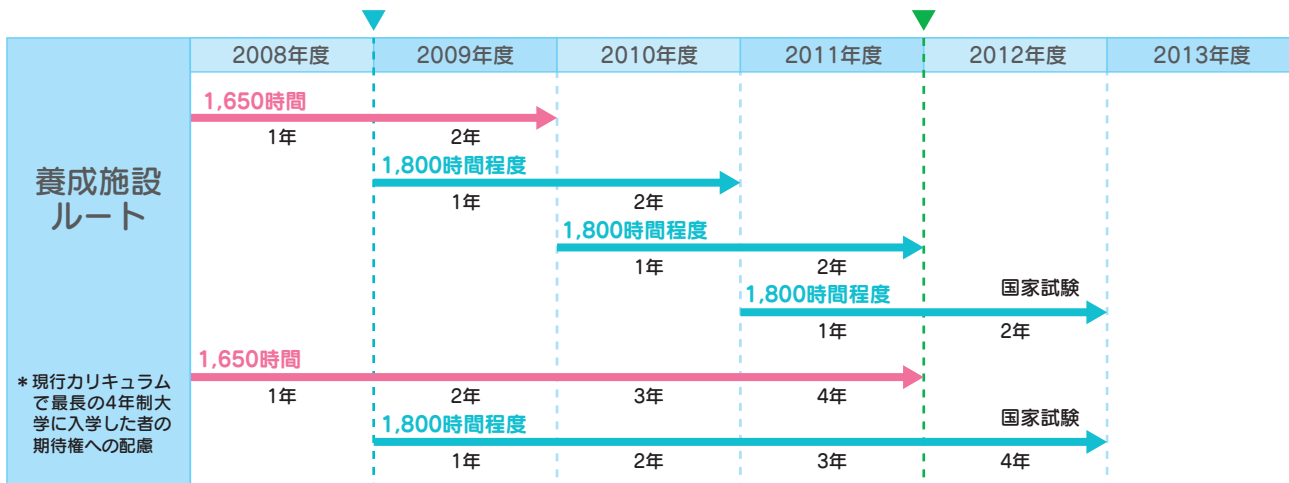 2008年度 2009年度 2010年度 2011年度 2012年度 2013年度
養成施設
ルート
1,650時間
1年 2年
1,800時間程度
1年 2年
1,800時間程度
1年 2年
国家試験
1,800時間程度
1年 2年
1,650時間
1年 2年 3年 4年
＊現行カリキュラム
で最長の4年制大
学に入学した者の
期待権への配慮
国家試験
1,800時間程度
1年 2年 3年 4年